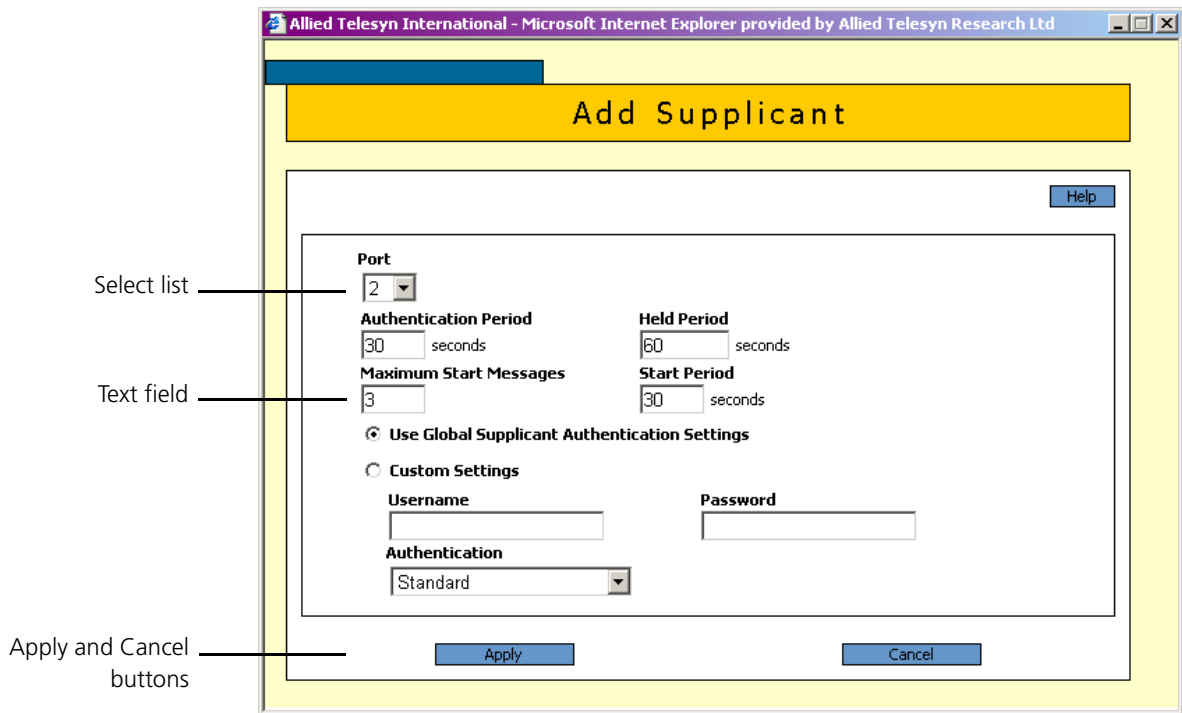 Allied Telesyn International - Microsoft Internet Explorer provided by Allied Telesyn Research Ltd
Add Supplicant
Help
Port
Select list
2
Authentication Period Held Period
30 seconds 60 seconds
Maximum Start Messages Start Period
Text field
3 30 seconds
Use Global Supplicant Authentication Settings
Custom Settings
Username Password
Authentication
Standard
Apply and Cancel
buttons
Apply Cancel